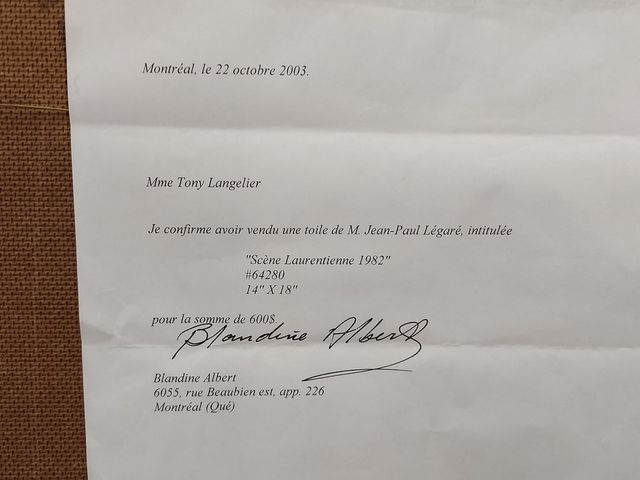 Montréal, le 22 octobre 2003.
Mme Tony Langelier
Je confirme avoir vendu une toile de M. Jean-Paul Légaré, intitulée
"Scène Laurentienne 1982"
#64280
14" X 18"
pour la somme de 600$.
Blandine Albert
Blandine Albert
6055, rue Beaubien est, app. 226
Montréal (Qué)